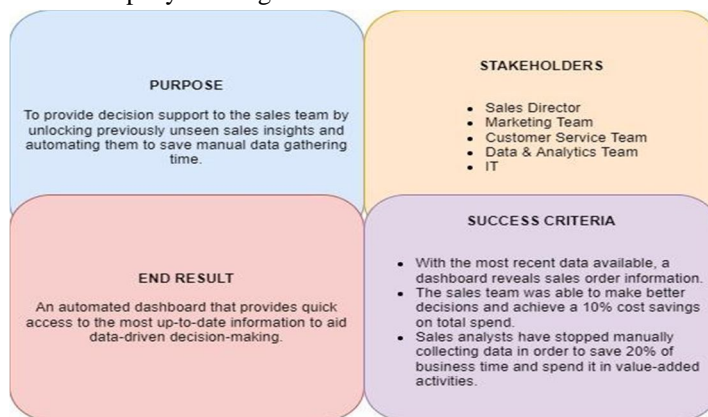 PURPOSE
To provide decision support to the sales team by
unlocking previously unseen sales insights and
automating them to save manual data gathering
time.
STAKEHOLDERS
• Sales Director
• Marketing Team
• Customer Service Team
• Data & Analytics Team
• IT
END RESULT
An automated dashboard that provides quick
access to the most up-to-date information to aid
data-driven decision-making.
SUCCESS CRITERIA
• With the most recent data available, a
dashboard reveals sales order information.
• The sales team was able to make better
decisions and achieve a 10% cost savings
on total spend.
• Sales analysts have stopped manually
collecting data in order to save 20% of
business time and spend it in value-added
activities.